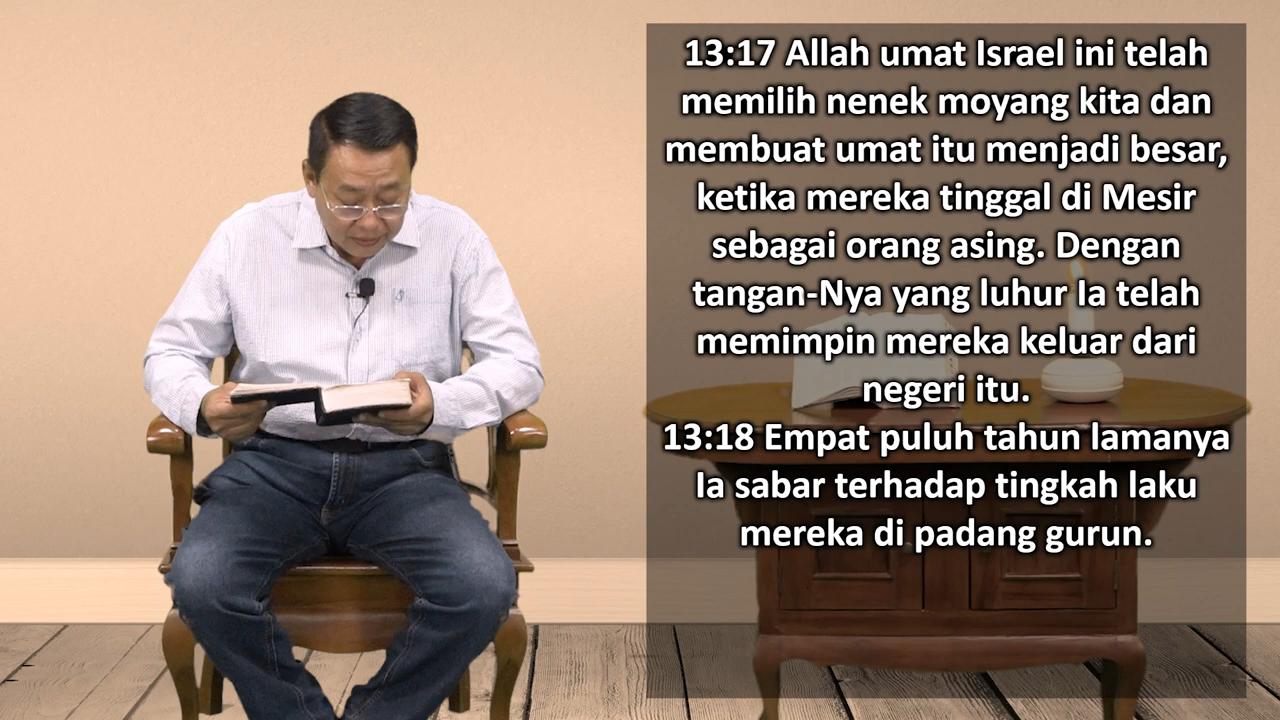 13:17 Allah umat Israel ini telah
memilih nenek moyang kita dan
membuat umat itu menjadi besar,
ketika mereka tinggal di Mesir
sebagai orang asing. Dengan
tangan-Nya yang luhur Ia telah
memimpin mereka keluar dari
negeri itu.
13:18 Empat puluh tahun lamanya
Ia sabar terhadap tingkah laku
mereka di padang gurun.